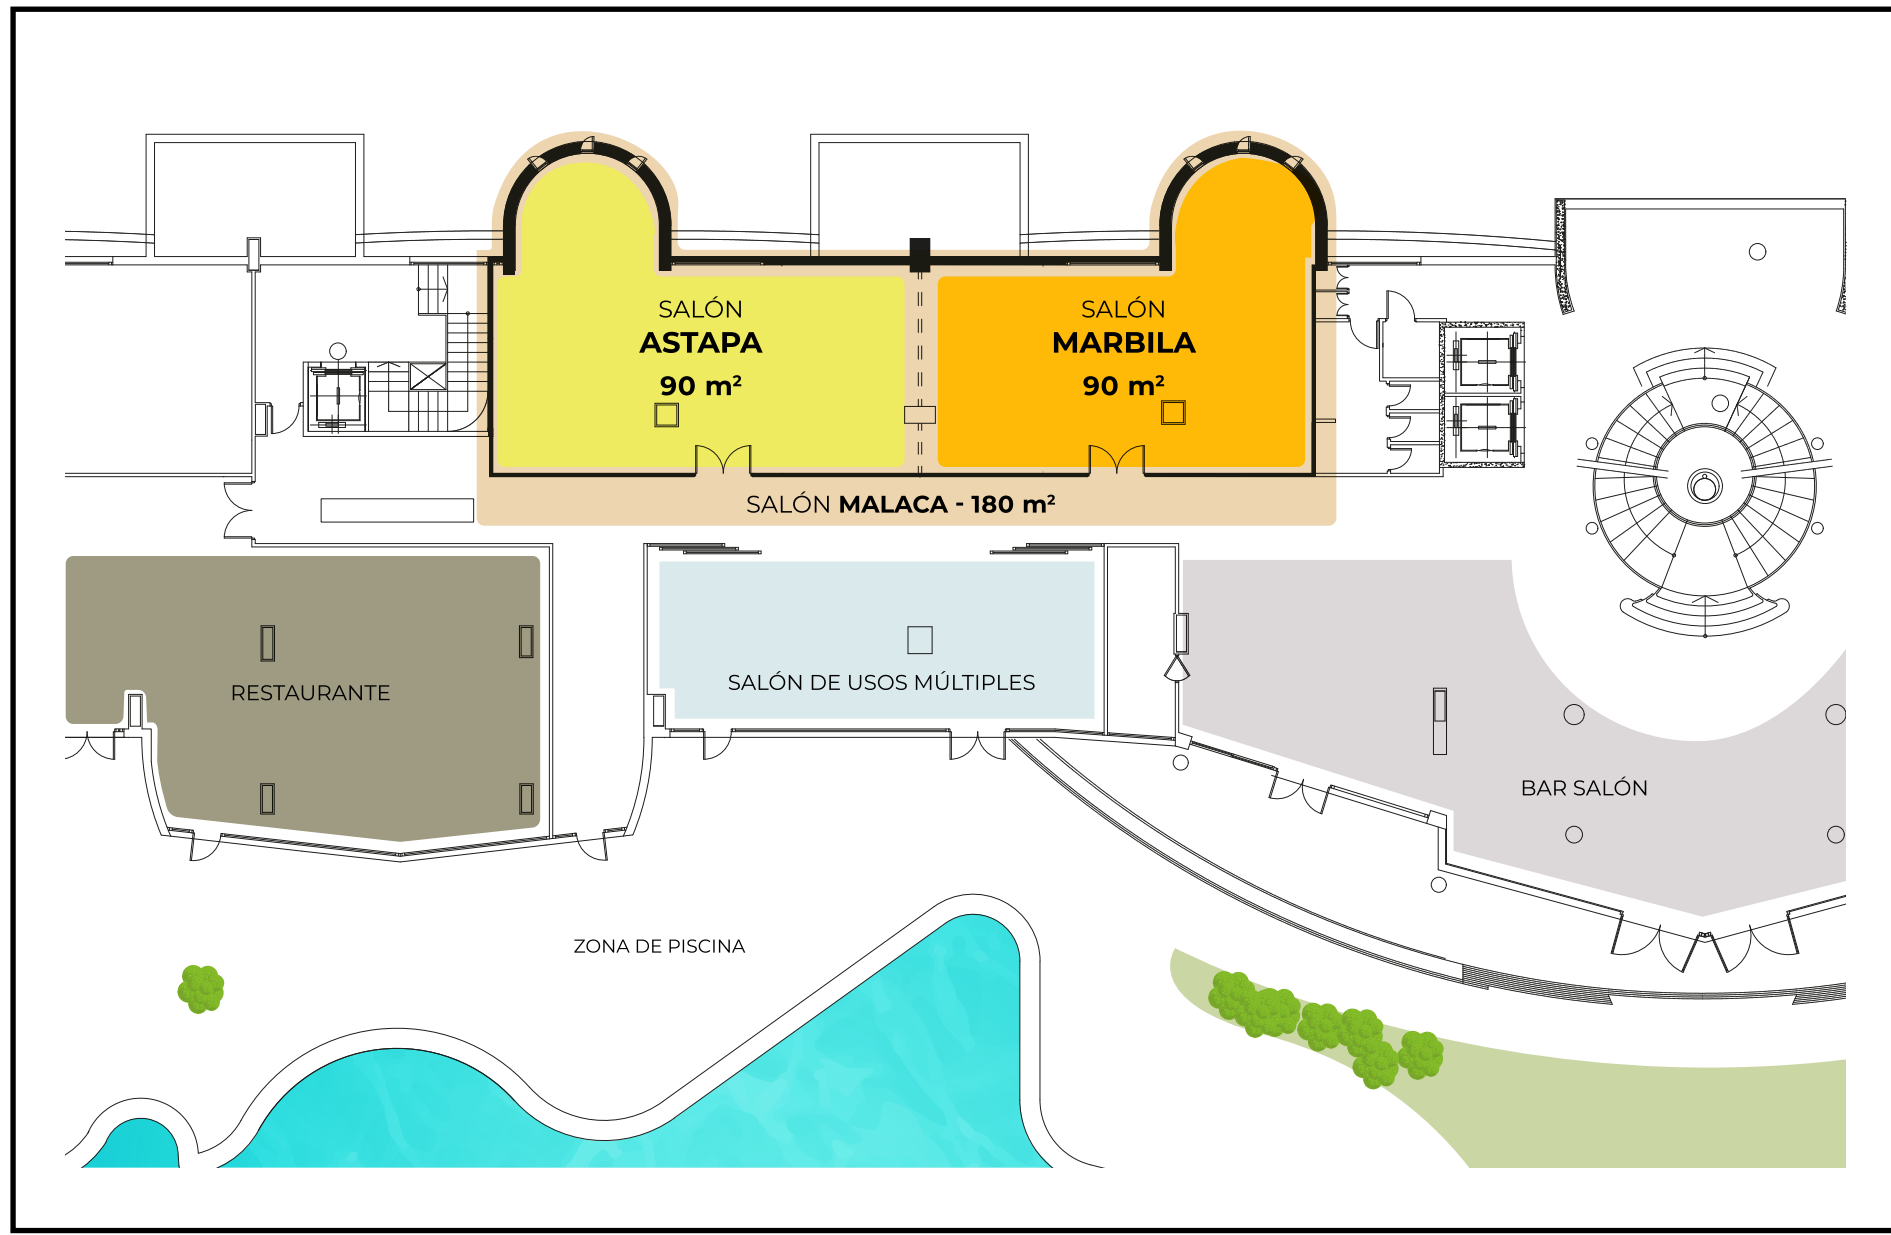 SALÓN
ASTAPA
90 m²
SALÓN
MARBILA
90 m²
SALÓN MALACA - 180 m²
RESTAURANTE
SALÓN DE USOS MÚLTIPLES
BAR SALÓN
ZONA DE PISCINA